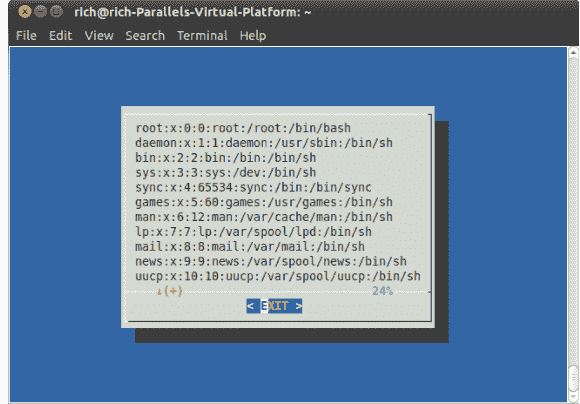 rich@rich-Parallels-Virtual-Platform: ~
File Edit View Search Terminal Help
root:x:0:0:root:/root:/bin/bash
daemon:x:1:1:daemon:/usr/sbin:/bin/sh
bin:x:2:2:bin:/bin:/bin/sh
sys:x:3:3:sys:/dev:/bin/sh
sync:x:4:65534:sync:/bin:/bin/sync
games:x:5:60:games:/usr/games:/bin/sh
man:x:6:12:man:/var/cache/man:/bin/sh
lp:x:7:7:lp:/var/spool/lpd:/bin/sh
mail:x:8:8:mail:/var/mail:/bin/sh
news:x:9:9:news:/var/spool/news:/bin/sh
uucp:x:10:10:uucp:/var/spool/uucp:/bin/sh
↓(+) 24%
< EXIT >